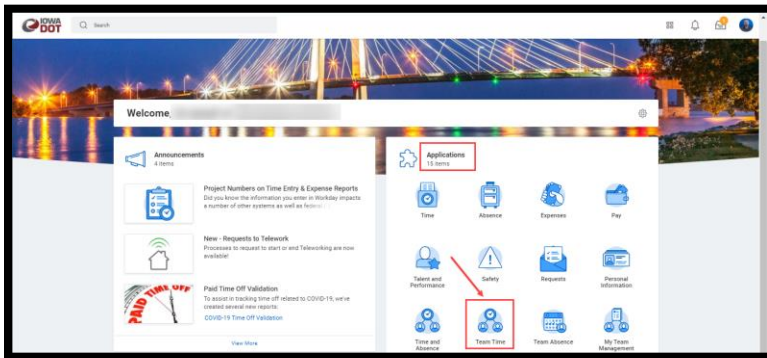 IOWA
DOT
Search
Welcome,
Announcements
4 items
Project Numbers on Time Entry & Expense Reports
Did you know the information you enter in Workday impacts
a number of other systems as well as federal
New - Requests to Telework
Processes to request to start or end Teleworking are now
available!
PAID TIME OFF
Paid Time Off Validation
To assist in tracking time off related to COVID-19, we've
created several new reports:
COVID-19 Time Off Validation
View More
Applications
15 items
Time
Absence
Expenses
Pay
Talent and
Performance
Safety
Requests
Personal
Information
Time and
Absence
Team Time
Team Absence
My Team
Management